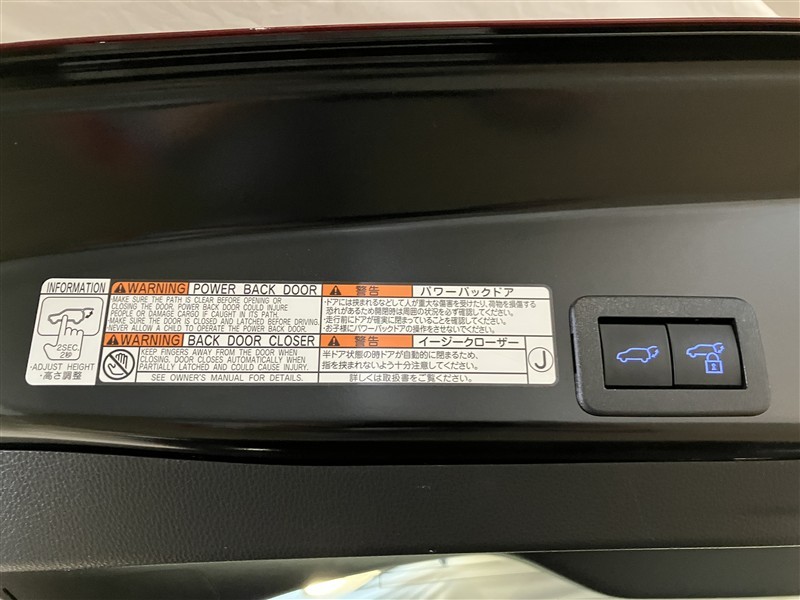 INFORMATION
2SEC.
2秒
・ADJUST HEIGHT
・高さ調整
WARNING POWER BACK DOOR
・MAKE SURE THE PATH IS CLEAR BEFORE OPENING OR
CLOSING THE DOOR. POWER BACK DOOR COULD INJURE
PEOPLE OR DAMAGE CARGO IF CAUGHT IN ITS PATH.
・MAKE SURE THE DOOR IS CLOSED AND LATCHED BEFORE DRIVING.
・NEVER ALLOW A CHILD TO OPERATE THE POWER BACK DOOR.
警告 パワーバックドア
・ドアには挟まれるなどして人が重大な傷害を受けたり、荷物を損傷する
恐れがあるため開閉時は周囲の状況を必ず確認してください。
・走行前にドアが確実に閉まっていることを確認してください。
・お子様にパワーバックドアの操作をさせないでください。
WARNING BACK DOOR CLOSER
KEEP FINGERS AWAY FROM THE DOOR WHEN
CLOSING. DOOR CLOSES AUTOMATICALLY WHEN
PARTIALLY LATCHED AND COULD CAUSE INJURY.
SEE OWNER'S MANUAL FOR DETAILS.
警告 イージークローザー
半ドア状態の時ドアが自動的に閉まるため、
指を挟まれないよう十分注意してください。
詳しくは取扱書をご覧ください。
J